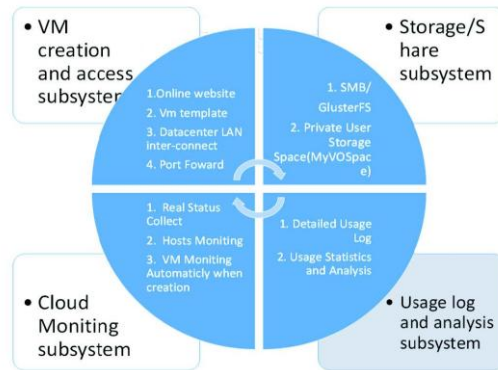 • VM
creation
and access
subsystem
1.Online website
2. Vm template
3. Datacenter LAN
inter-connect
4. Port Foward
• Storage/S
hare
subsystem
1. SMB/
GlusterFS
2. Private User
Storage
Space(MyVOSpac
e)
1. Real Status
Collect
2. Hosts Moniting
3. VM Moniting
Automaticly when
creation
• Cloud
Moniting
subsystem
1. Detailed Usage
Log
2. Usage Statistics
and Analysis
• Usage log
and analysis
subsystem